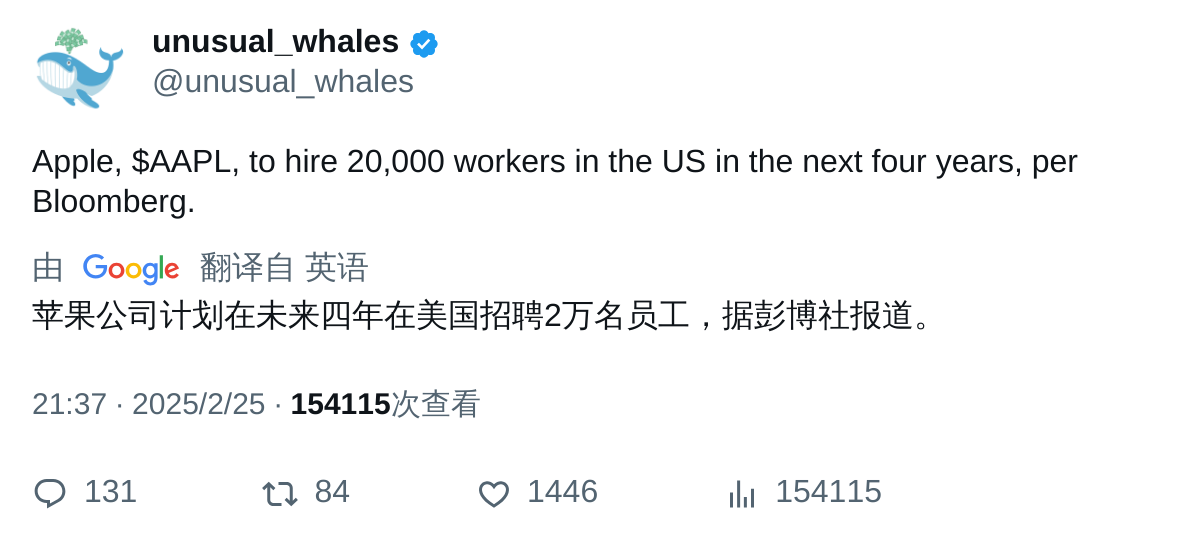 unusual_whales
@unusual_whales
Apple, $AAPL, to hire 20,000 workers in the US in the next four years, per
Bloomberg.
由 Google 翻译自 英语
苹果公司计划在未来四年在美国招聘2万名员工，据彭博社报道。
21:37 · 2025/2/25 · 154115次查看
131 84 1446 154115